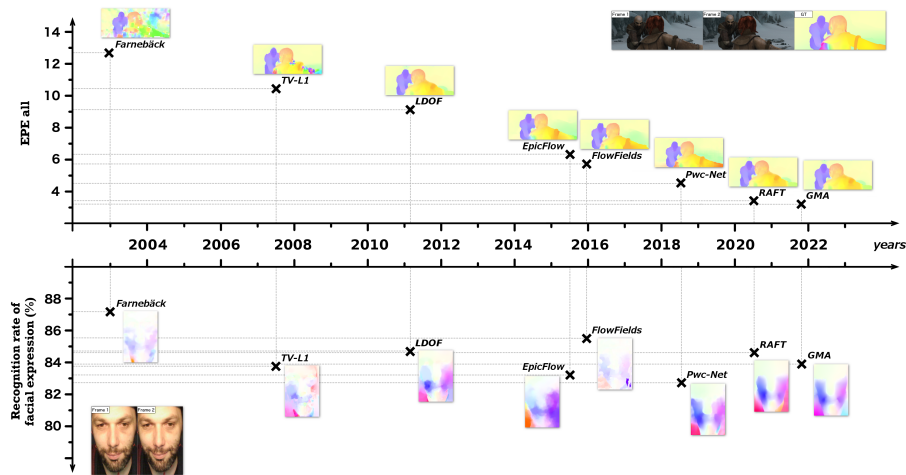 Frame 1
Frame 2
GT
EPE all
14
12
10
8
6
4
Farnebäck
TV-L1
LDOF
EpicFlow
FlowFields
Pwc-Net
RAFT
GMA
2004
2006
2008
2010
2012
2014
2016
2018
2020
2022
years
Recognition rate of
facial expression (%)
88
86
84
82
80
Farnebäck
TV-L1
LDOF
EpicFlow
FlowFields
Pwc-Net
RAFT
GMA
Frame 1
Frame 2